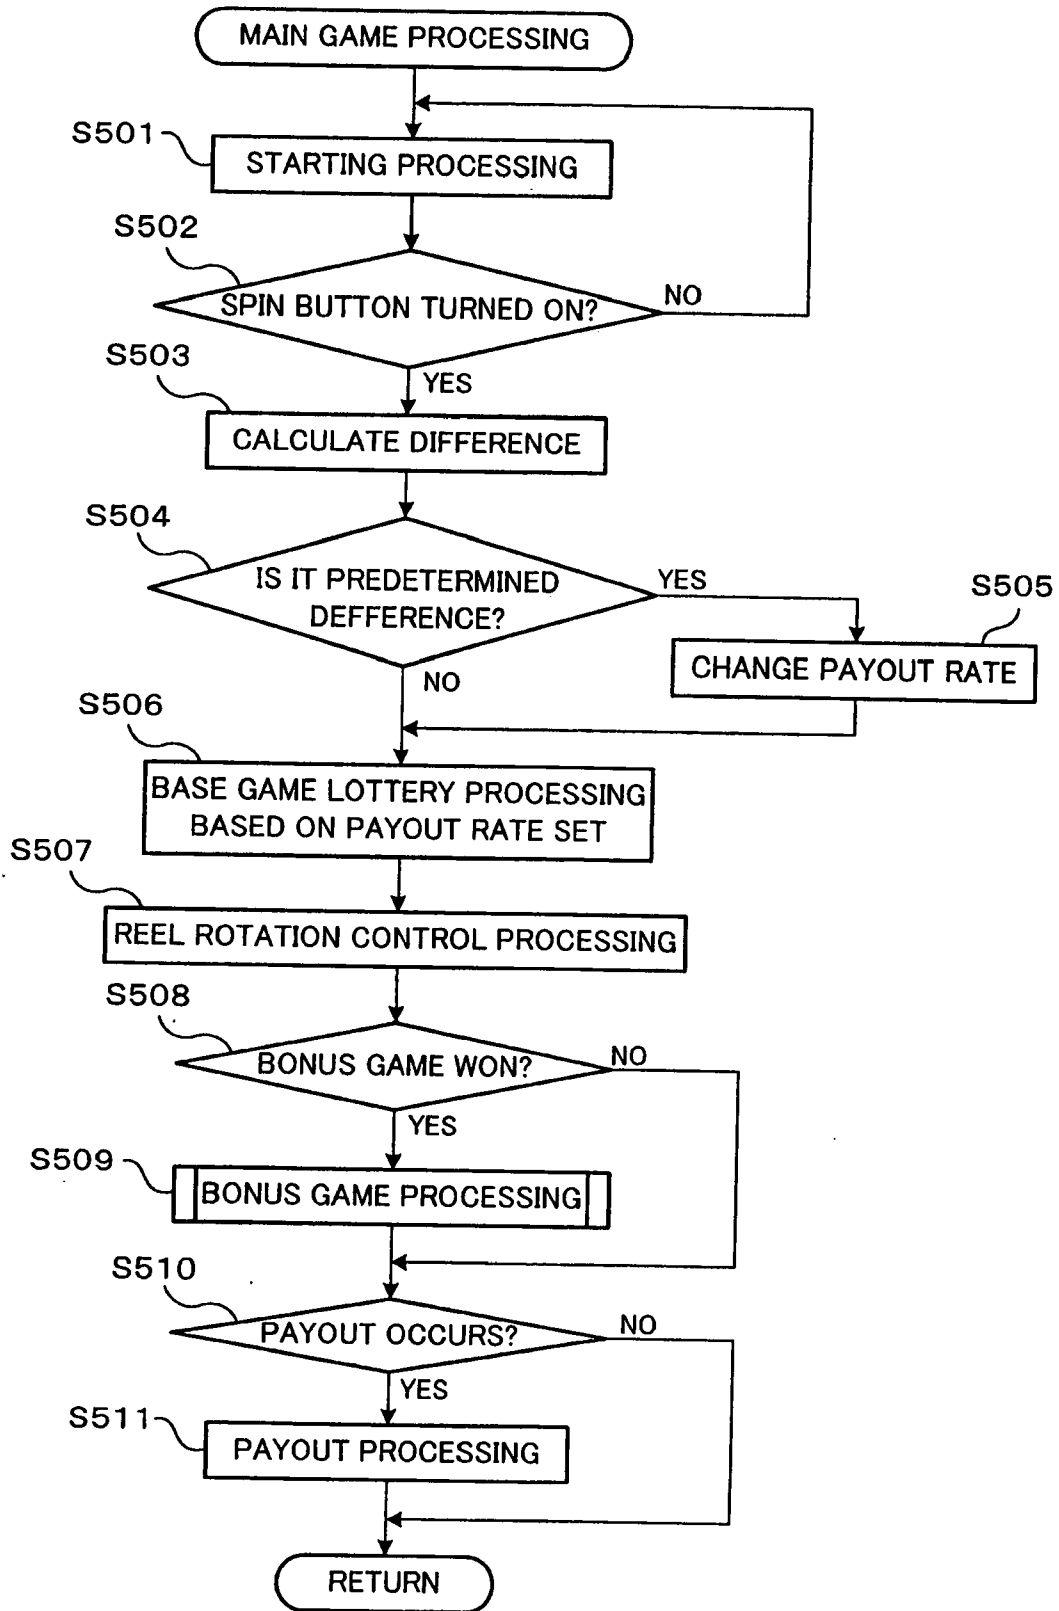 MAIN GAME PROCESSING
S501
STARTING PROCESSING
S502
SPIN BUTTON TURNED ON?
NO
YES
S503
CALCULATE DIFFERENCE
S504
IS IT PREDETERMINED
DEFFERENCE?
YES
S505
CHANGE PAYOUT RATE
NO
S506
BASE GAME LOTTERY PROCESSING
BASED ON PAYOUT RATE SET
S507
REEL ROTATION CONTROL PROCESSING
S508
BONUS GAME WON?
NO
YES
S509
BONUS GAME PROCESSING
S510
PAYOUT OCCURS?
NO
YES
S511
PAYOUT PROCESSING
RETURN